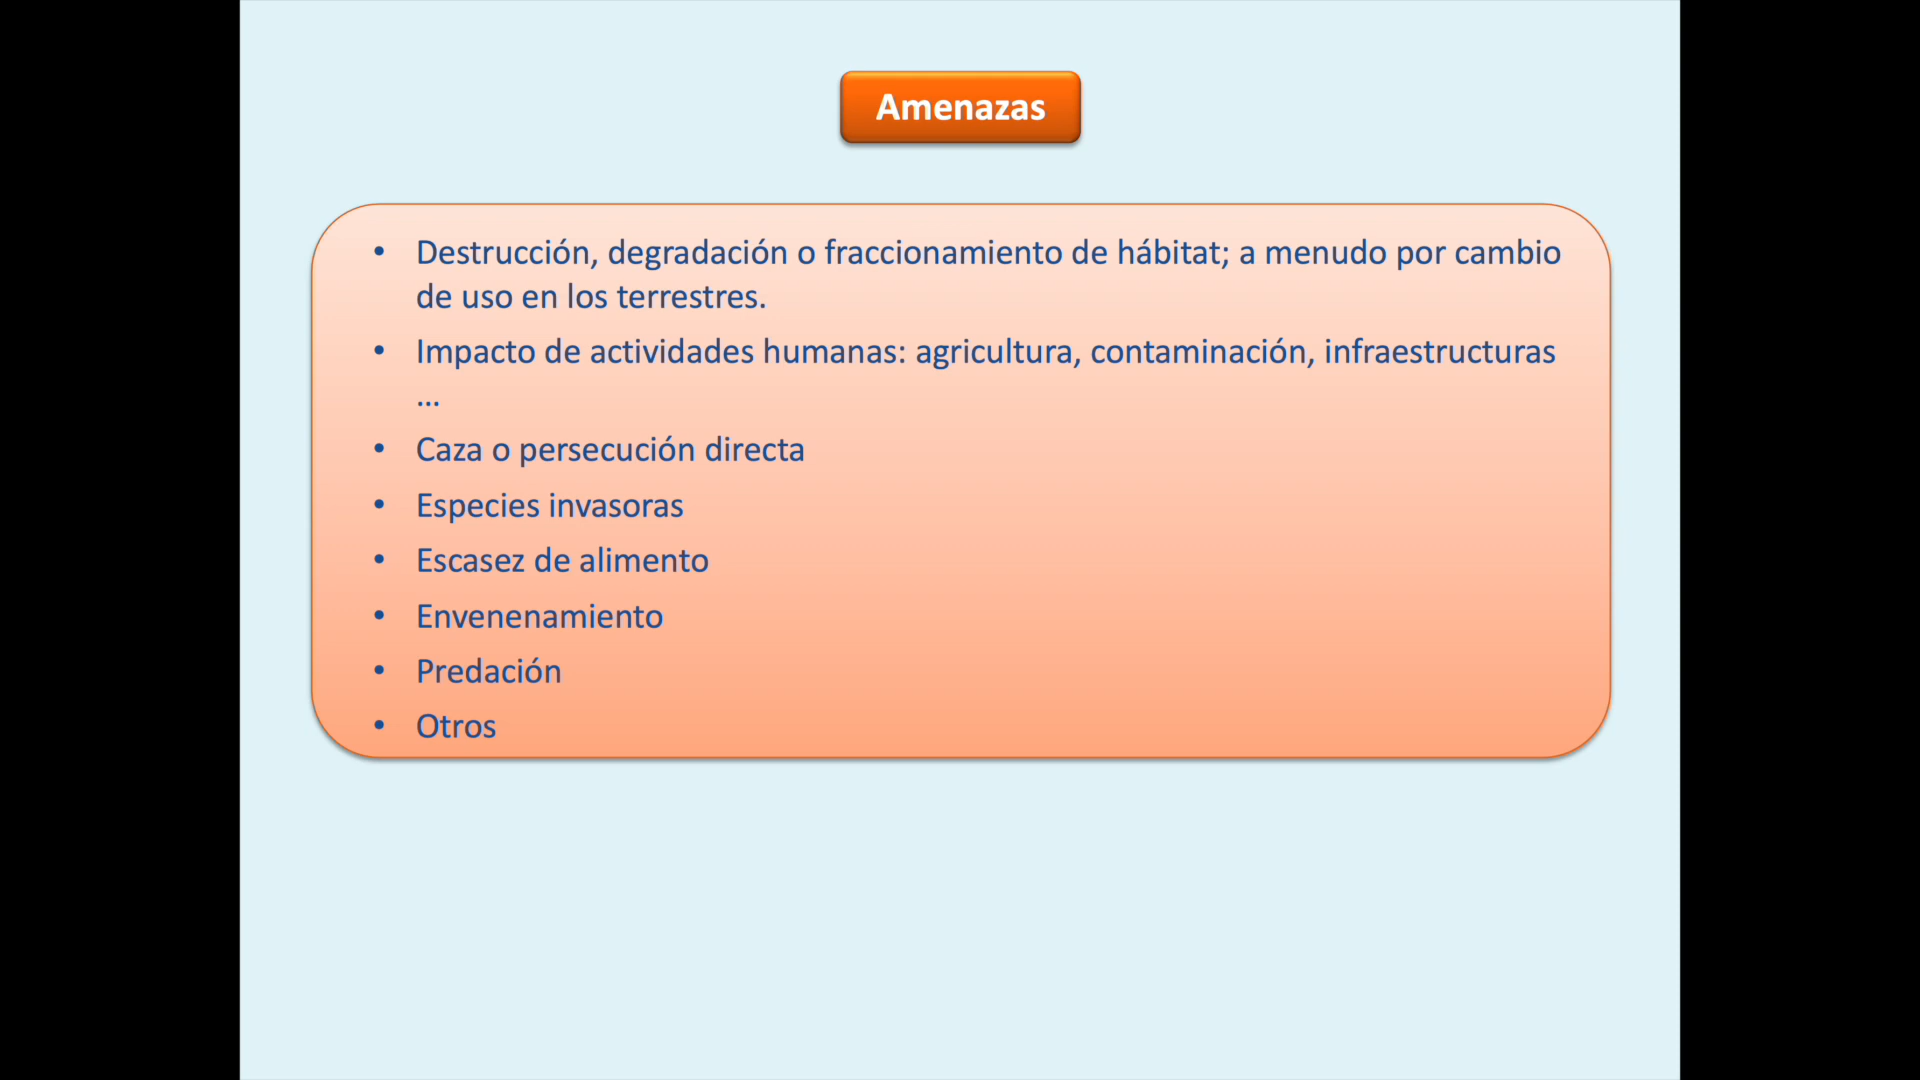 Amenazas
• Destrucción, degradación o fraccionamiento de hábitat; a menudo por cambio
de uso en los terrestres.
• Impacto de actividades humanas: agricultura, contaminación, infraestructuras
…
• Caza o persecución directa
• Especies invasoras
• Escasez de alimento
• Envenenamiento
• Predación
• Otros